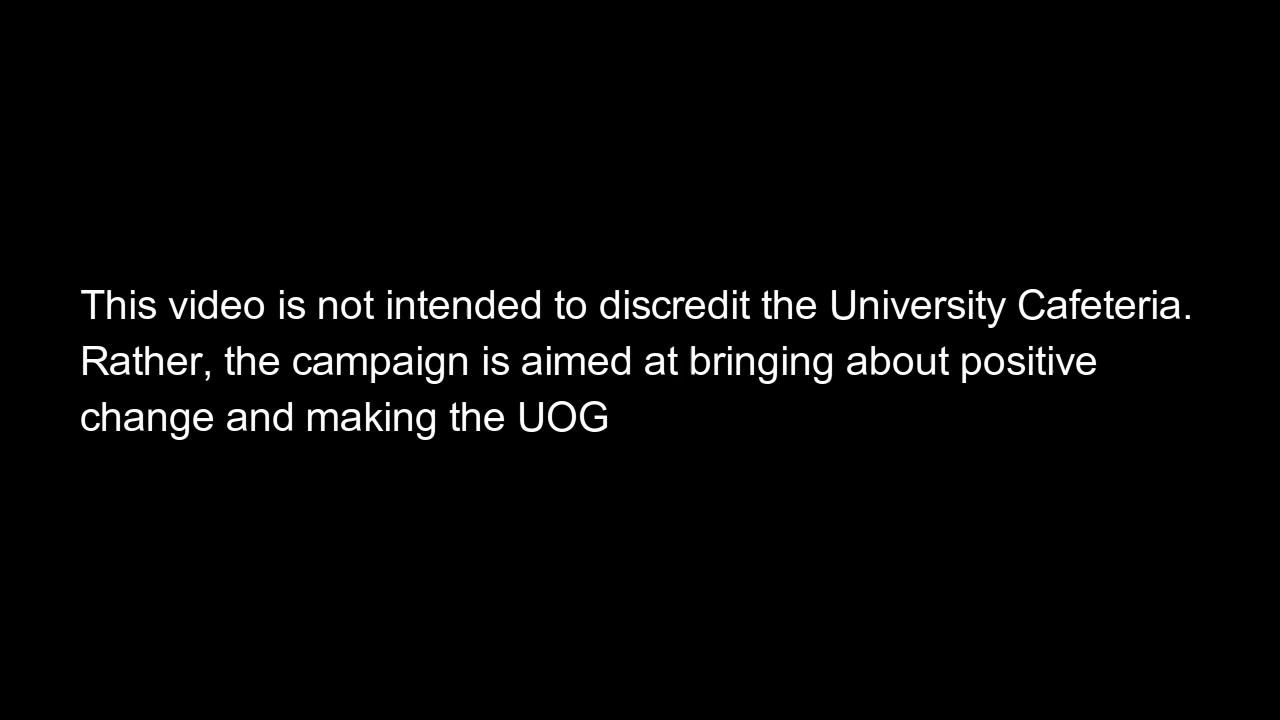 This video is not intended to discredit the University Cafeteria.
Rather, the campaign is aimed at bringing about positive
change and making the UOG